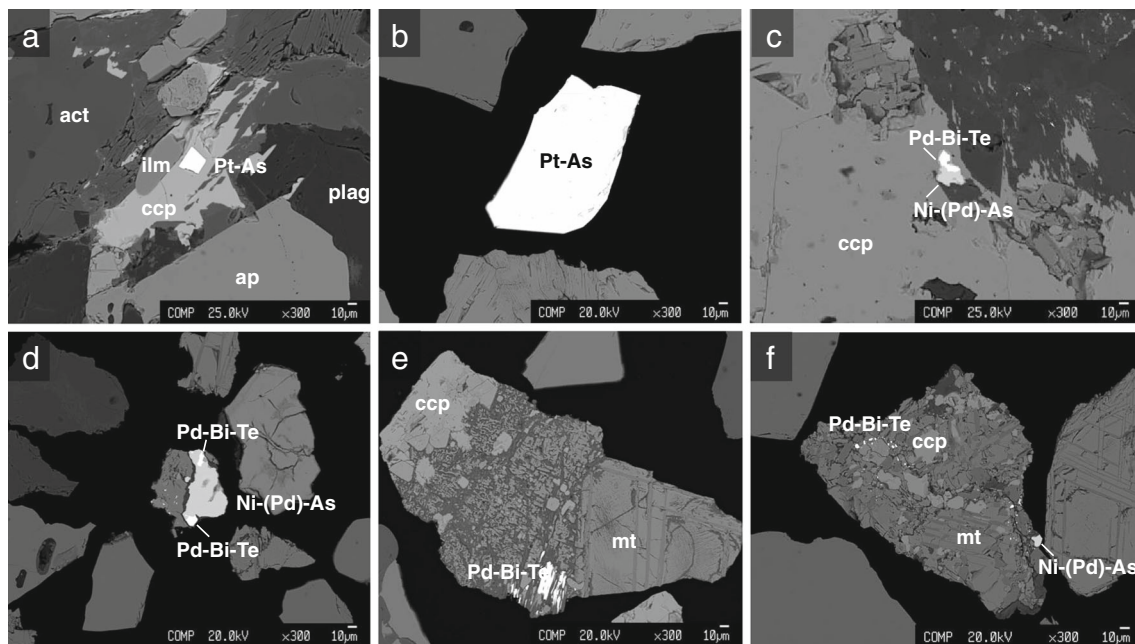 a
act
ilm
Pt-As
ccp
plag
ap
COMP 25.0kV ×300 10µm
b
Pt-As
COMP 20.0kV ×300 10µm
c
Pd-Bi-Te
Ni-(Pd)-As
ccp
COMP 25.0kV ×300 10µm
d
Pd-Bi-Te
Ni-(Pd)-As
Pd-Bi-Te
COMP 20.0kV ×300 10µm
e
ccp
mt
Pd-Bi-Te
COMP 20.0kV ×300 10µm
f
Pd-Bi-Te
ccp
mt
Ni-(Pd)-As
COMP 20.0kV ×300 10µm